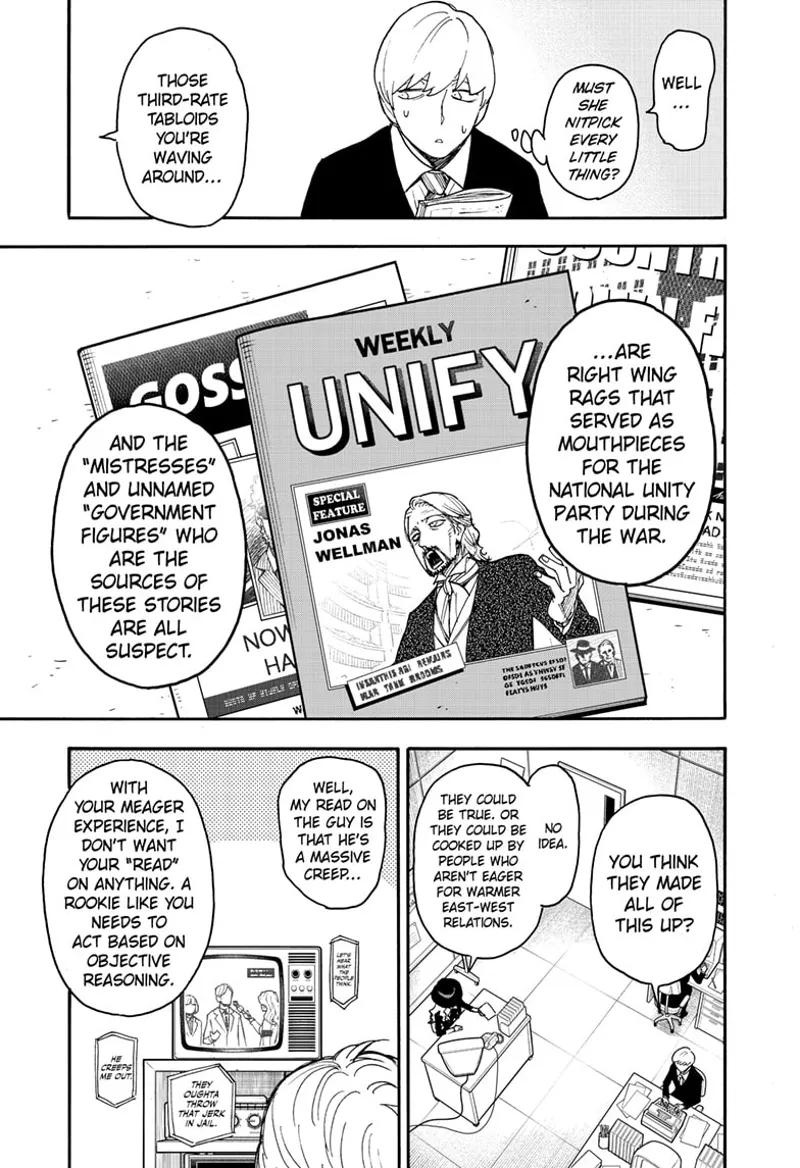 WELL
...
MUST
SHE
NITPICK
EVERY
LITTLE
THING?
THOSE
THIRD-RATE
TABLOIDS
YOU'RE
WAVING
AROUND...
...ARE
RIGHT WING
RAGS THAT
SERVED AS
MOUTHPIECES
FOR THE
NATIONAL UNITY
PARTY DURING
THE WAR.
WEEKLY
UNIFY
SPECIAL
FEATURE
JONAS
WELLMAN
GOSS
NOW
HA
AND THE
"MISTRESSES"
AND UNNAMED
"GOVERNMENT
FIGURES" WHO
ARE THE
SOURCES OF
THESE STORIES
ARE ALL
SUSPECT.
YOU THINK
THEY MADE
ALL OF
THIS UP?
NO
IDEA.
THEY COULD
BE TRUE. OR
THEY COULD BE
COOKED UP BY
PEOPLE WHO
AREN'T EAGER
FOR WARMER
EAST-WEST
RELATIONS.
WELL,
MY READ ON
THE GUY IS
THAT HE'S
A MASSIVE
CREEP...
WITH
YOUR MEAGER
EXPERIENCE, I
DON'T WANT
YOUR "READ"
ON ANYTHING. A
ROOKIE LIKE YOU
NEEDS TO
ACT BASED ON
OBJECTIVE
REASONING.
LET'S
HEAR
WHAT
THE
PEOPLE
THINK.
HE
CREEPS
ME OUT.
THEY
OUGHTA
THROW
THAT JERK
IN JAIL.